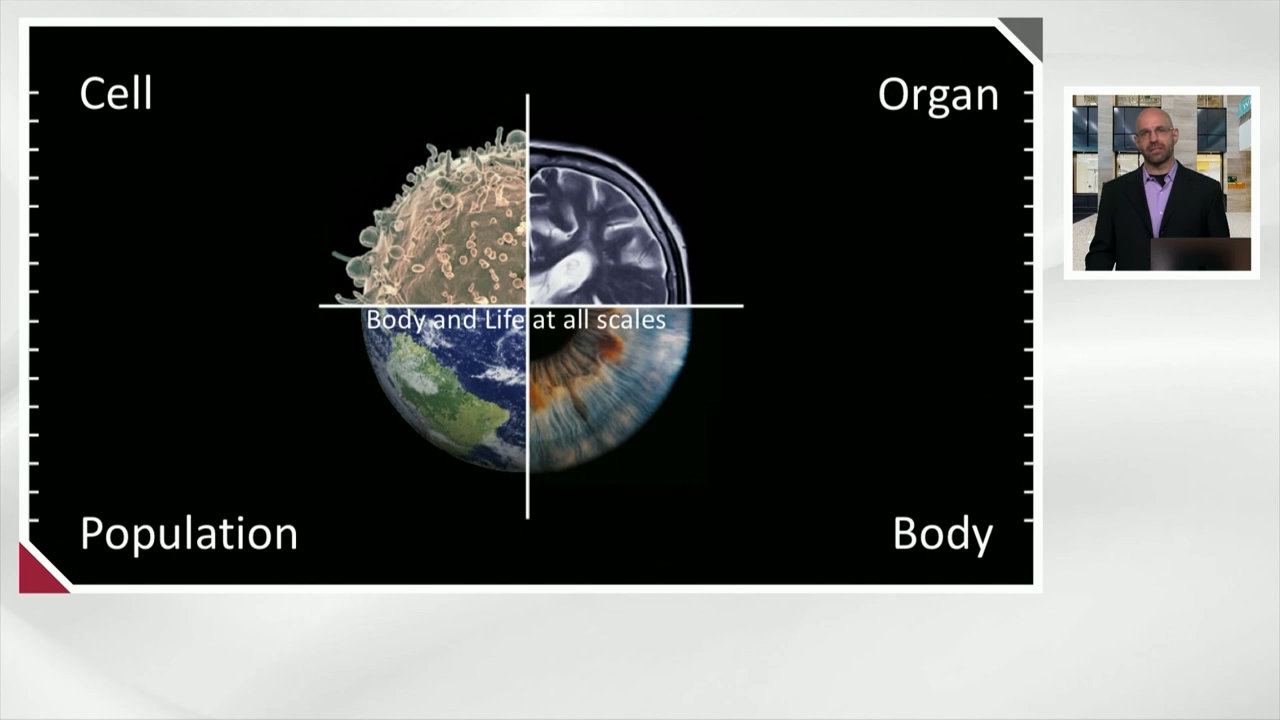 Cell
Organ
Body and Life at all scales
Population
Body